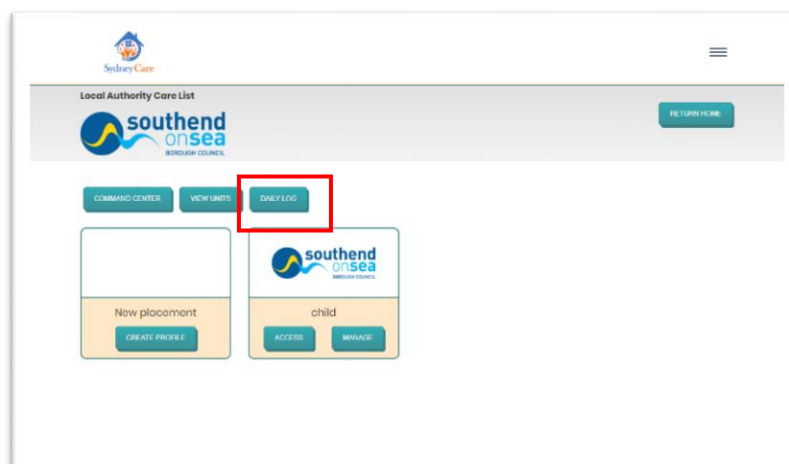 SydneyCare
Local Authority Care List
southend
onsea
BOROUGH COUNCIL
RETURN HOME
COMMAND CENTER VIEW UNITS DAILY LOG
southend
onsea
BOROUGH COUNCIL
New placement
CREATE PROFILE
child
ACCESS MANAGE